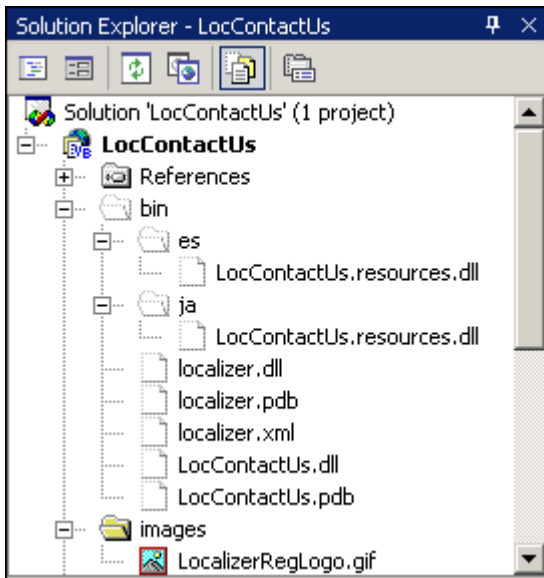 Solution Explorer - LocContactUs
Solution 'LocContactUs' (1 project)
VB LocContactUs
References
bin
es
LocContactUs.resources.dll
ja
LocContactUs.resources.dll
localizer.dll
localizer.pdb
localizer.xml
LocContactUs.dll
LocContactUs.pdb
images
LocalizerRegLogo.gif